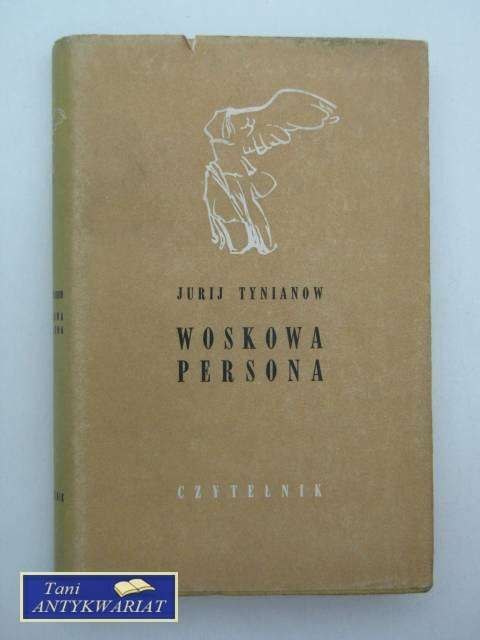 JURIJ TYNIANOW
WOSKOWA
PERSONA
CZYTELNIK
Tani
ANTYKWARIAT